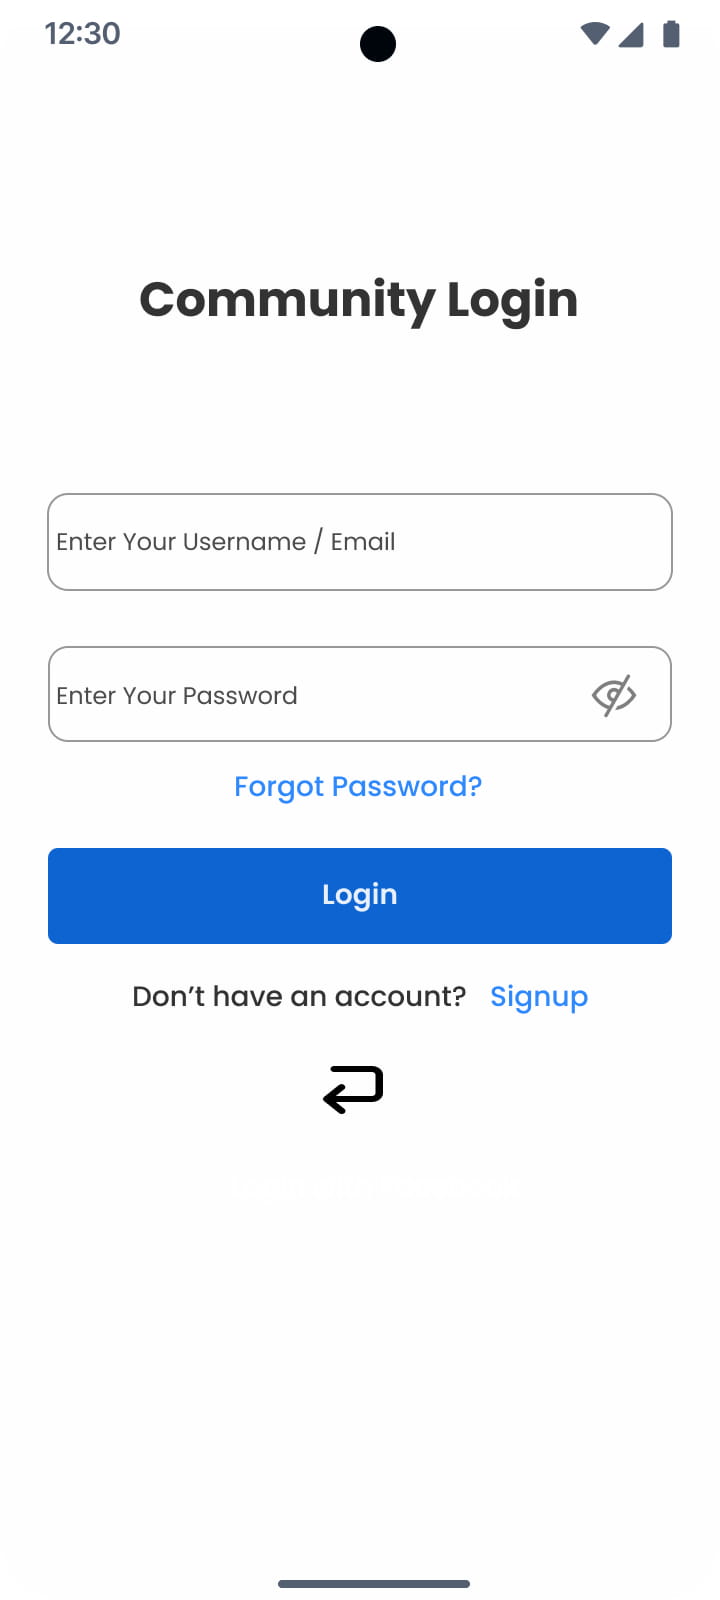 12:30
Community Login
Enter Your Username / Email
Enter Your Password
Forgot Password?
Login
Don’t have an account? Signup